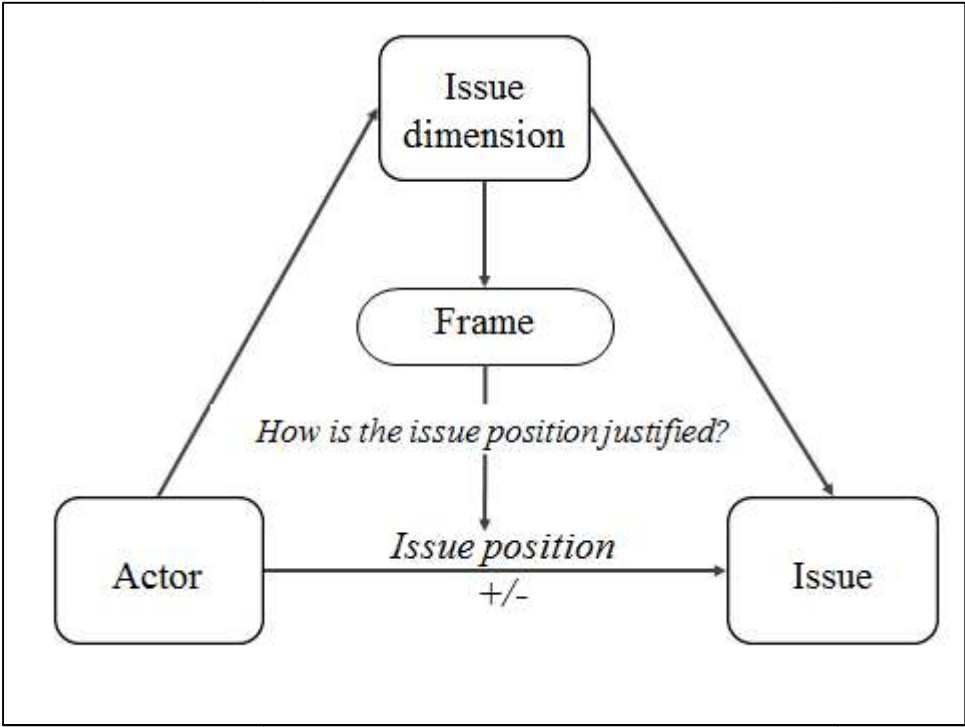 Issue
dimension
Frame
How is the issue position justified?
Issue position
+/-
Actor
Issue